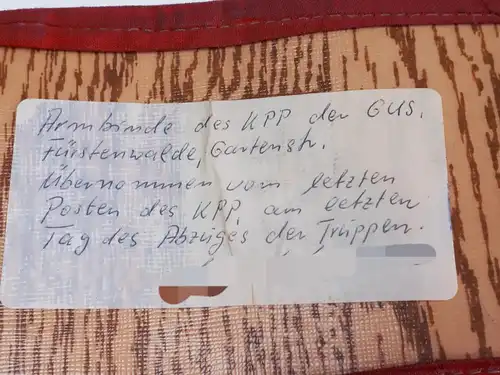 Armbinde des KPP der GUS.
Fürstenwalde, Gartenstr.
Übernommen vom letzten
Posten des KPP am letzten
Tag des Abzuges der Truppen.